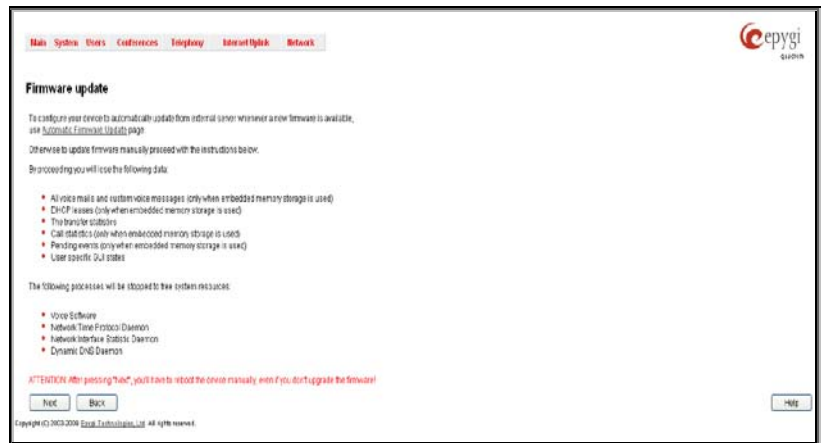 Main System Users Conferences Telephony Internet Uplink Network
epygi
quadro
Firmware update
To configure your device to automatically update from external server whenever a new firmware is available,
use Automatic Firmware Update page.
Otherwise to update firmware manually proceed with the instructions below.
By proceeding you will lose the following data:
All voice mails and custom voice messages (only when embedded memory storage is used)
DHCP leases (only when embedded memory storage is used)
The transfer statistics
Call statistics (only when embedded memory storage is used)
Pending events (only when embedded memory storage is used)
User specific GUI states
The following processes will be stopped to free system resources:
Voice Software
Network Time Protocol Daemon
Network Interface Statistic Daemon
Dynamic DNS Daemon
ATTENTION: After pressing "Next", you'll have to reboot the device manually, even if you don't upgrade the firmware!
Next Back Help
Copyright (C) 2003-2008 Epygi Technologies, Ltd. All rights reserved.